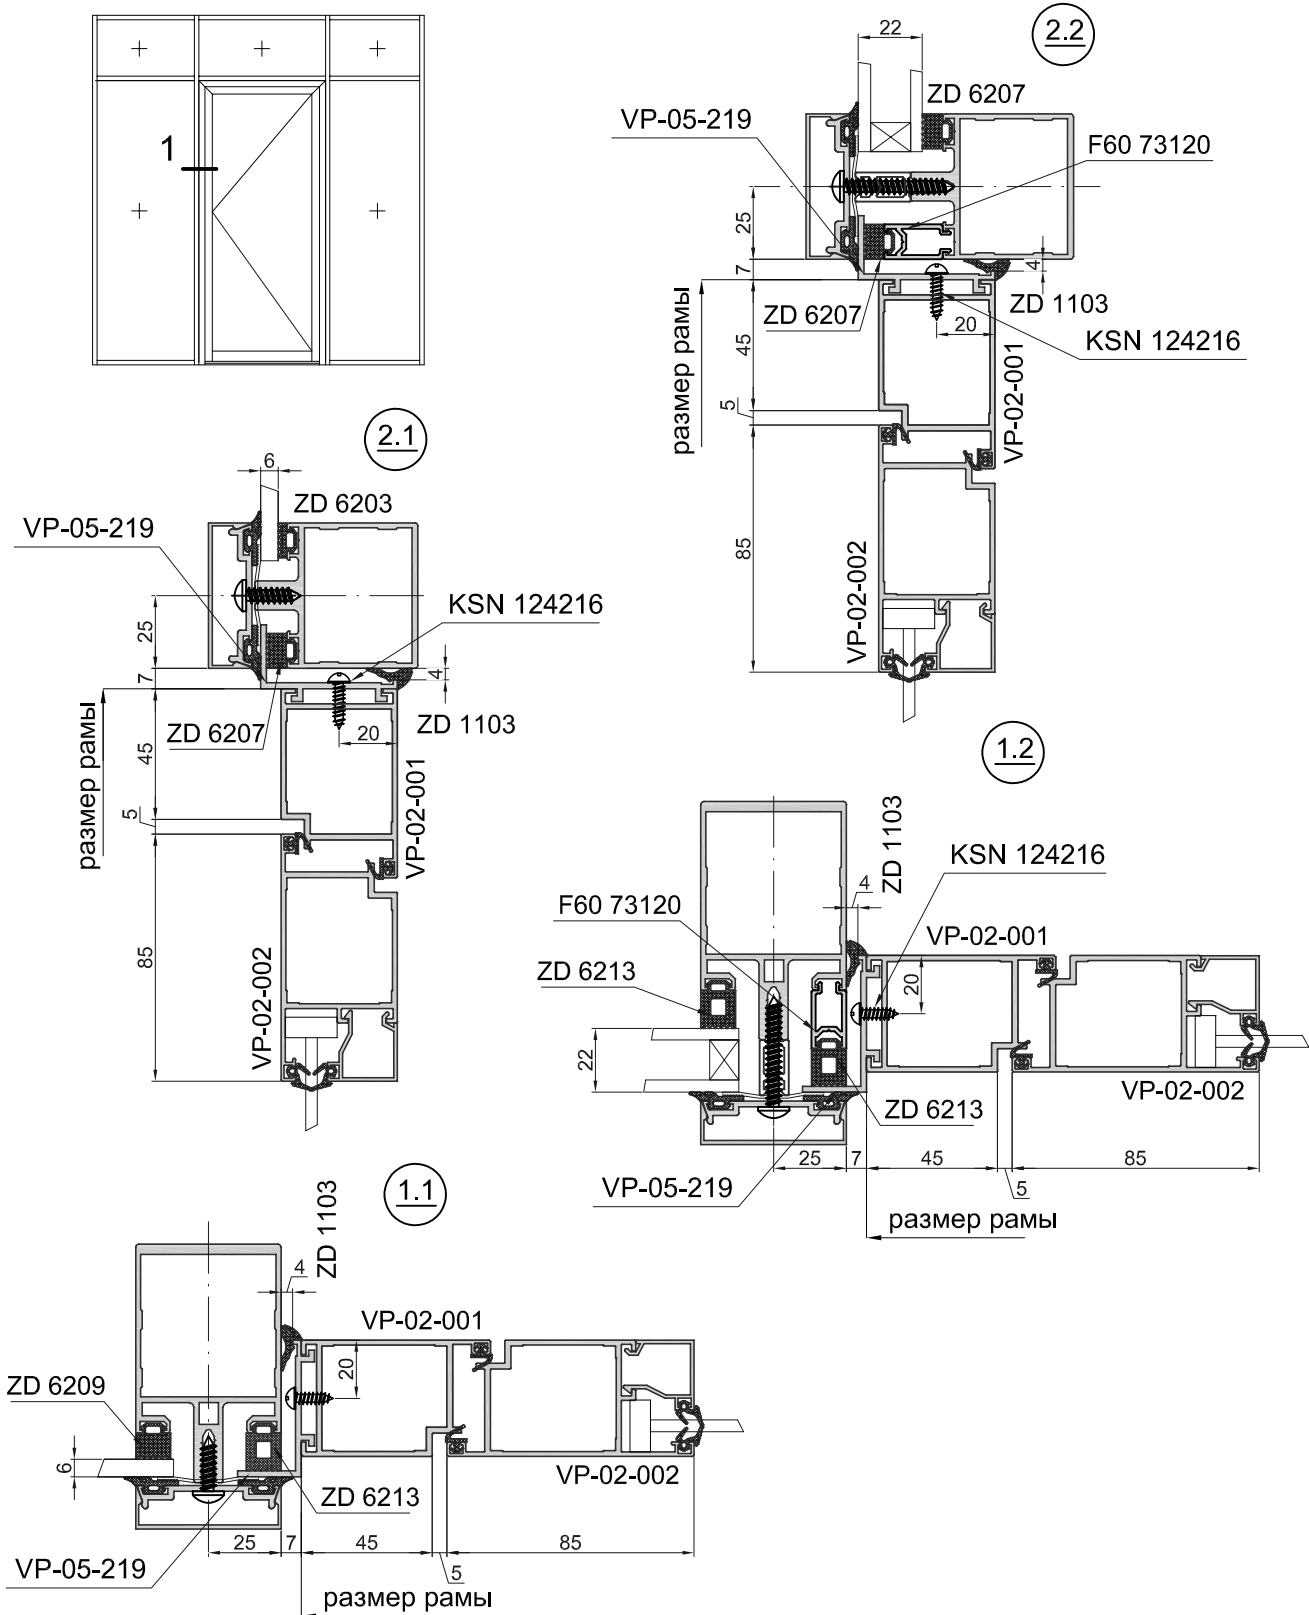 1
2.2
22
ZD 6207
VP-05-219
F60 73120
25
7
4
ZD 6207
ZD 1103
20
KSN 124216
размер рамы
45
5
VP-02-001
85
VP-02-002
2.1
6
ZD 6203
VP-05-219
KSN 124216
25
7
4
ZD 6207
20
ZD 1103
размер рамы
45
5
VP-02-001
85
VP-02-002
1.2
ZD 1103
KSN 124216
4
F60 73120
VP-02-001
ZD 6213
20
22
VP-02-002
ZD 6213
25
7
45
85
5
VP-05-219
размер рамы
1.1
ZD 1103
4
VP-02-001
20
ZD 6209
6
VP-02-002
ZD 6213
25
7
45
85
5
VP-05-219
размер рамы